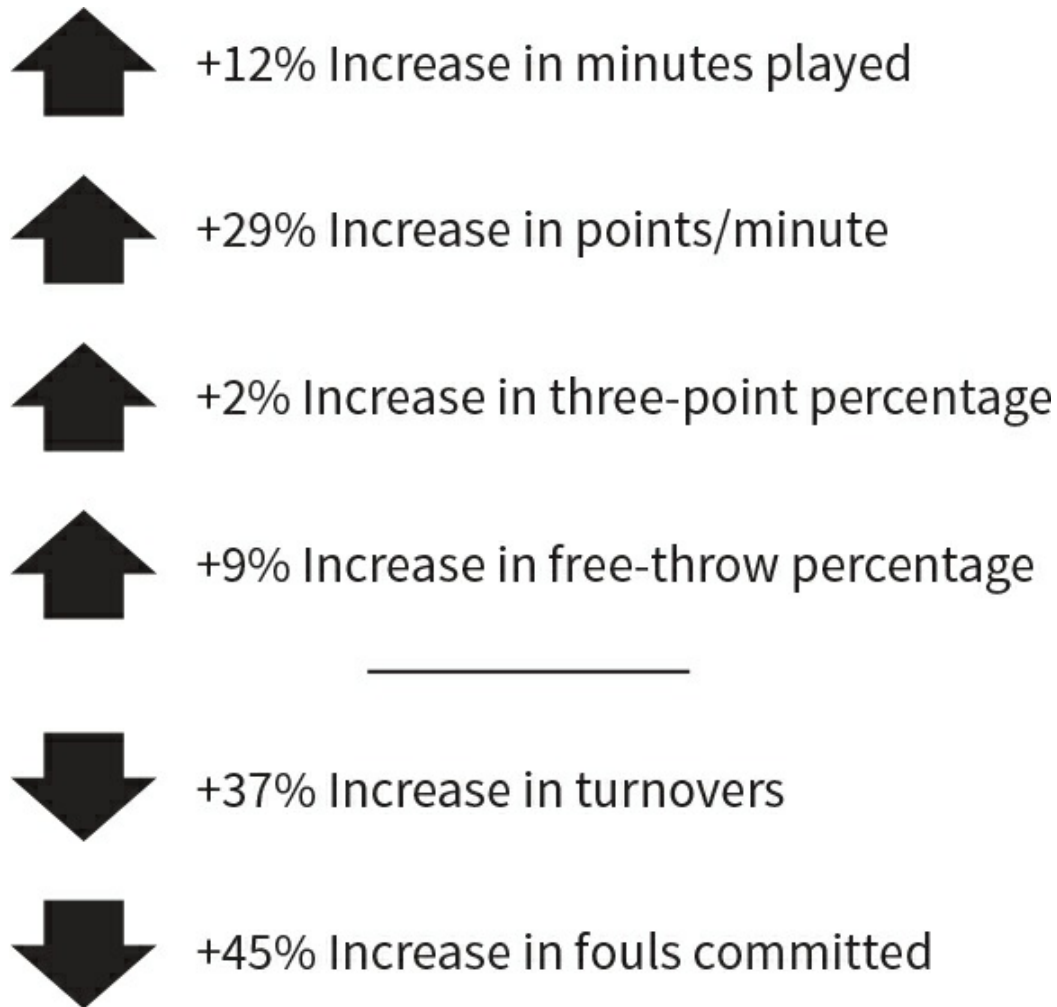 +12% Increase in minutes played
+29% Increase in points/minute
+2% Increase in three-point percentage
+9% Increase in free-throw percentage
+37% Increase in turnovers
+45% Increase in fouls committed